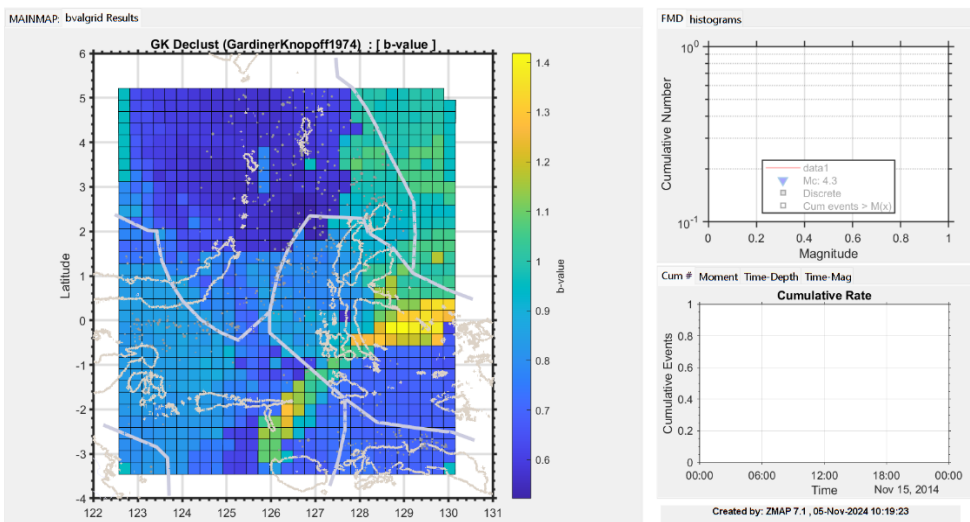 MAINMAP: bvalgrid Results
GK Declust (GardinerKnopoff1974) : [ b-value ]
6
5
4
3
2
1
0
-1
-2
-3
-4
Latitude
122 123 124 125 126 127 128 129 130 131
1.4
1.3
1.2
1.1
1
0.9
0.8
0.7
0.6
b-value
FMD histograms
10^0
10^-1
Cumulative Number
data1
Mc: 4.3
Discrete
Cum events > M(x)
0 0.2 0.4 0.6 0.8 1
Magnitude
Cum # Moment Time-Depth Time-Mag
Cumulative Rate
1
0.8
0.6
0.4
0.2
0
Cumulative Events
00:00 06:00 12:00 18:00 00:00
Time Nov 15, 2014
Created by: ZMAP 7.1 , 05-Nov-2024 10:19:23